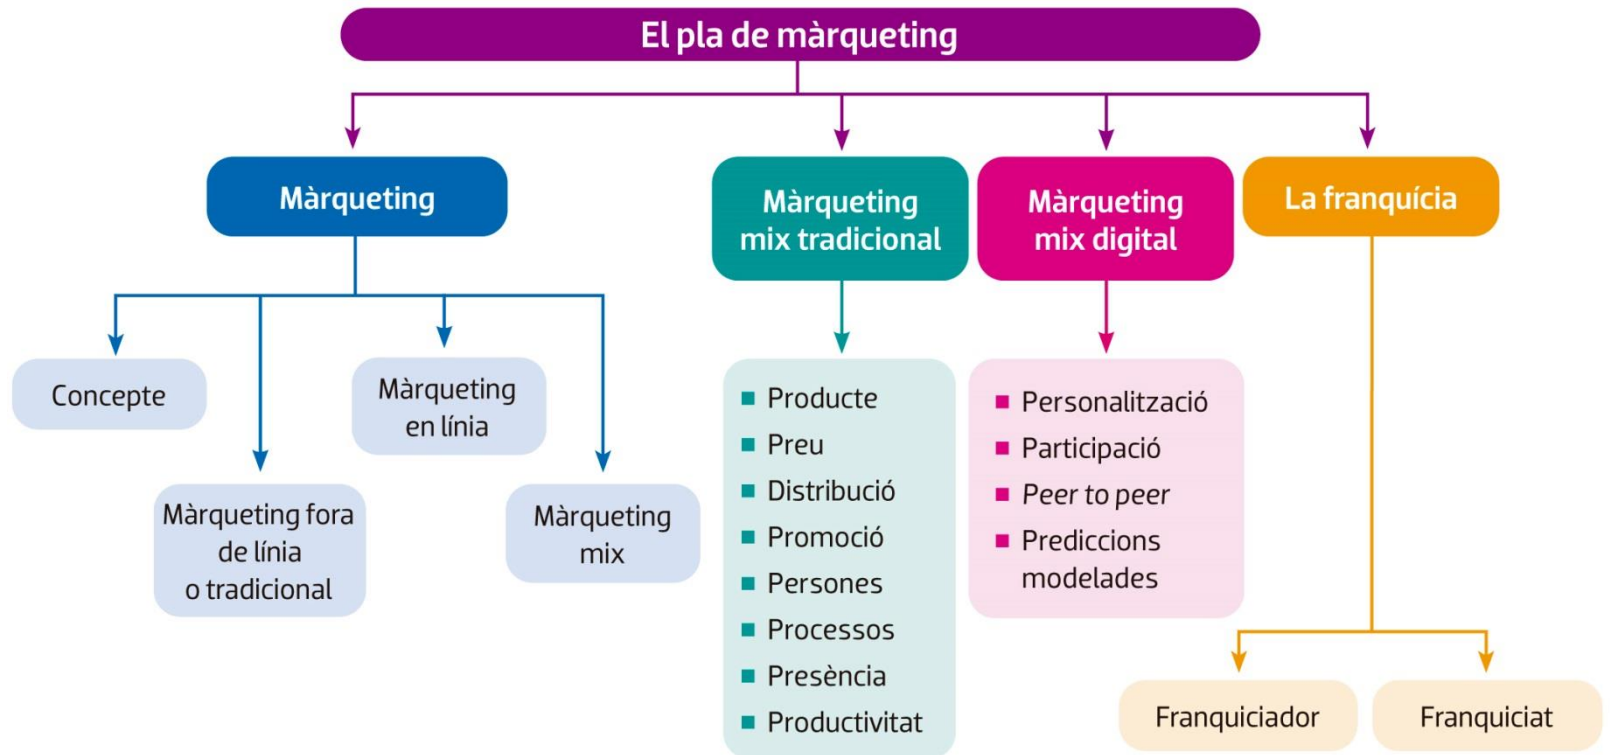 El pla de màrqueting
Màrqueting
Concepte
Màrqueting fora
de línia
o tradicional
Màrqueting
en línia
Màrqueting
mix
Màrqueting
mix tradicional
Producte
Preu
Distribució
Promoció
Persones
Processos
Presència
Productivitat
Màrqueting
mix digital
Personalització
Participació
Peer to peer
Prediccions
modelades
La franquícia
Franquiciador
Franquiciat